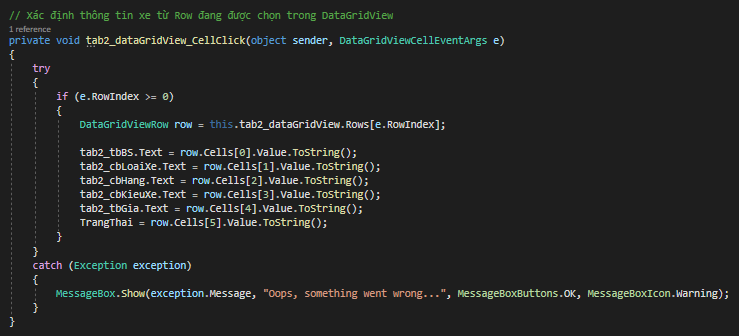 // Xác định thông tin xe từ Row đang được chọn trong DataGridView
1 reference
private void tab2_dataGridView_CellClick(object sender, DataGridViewCellEventArgs e)
{
try
{
if (e.RowIndex >= 0)
{
DataGridViewRow row = this.tab2_dataGridView.Rows[e.RowIndex];
tab2_tbBS.Text = row.Cells[0].Value.ToString();
tab2_cbLoaiXe.Text = row.Cells[1].Value.ToString();
tab2_cbHang.Text = row.Cells[2].Value.ToString();
tab2_cbKieuXe.Text = row.Cells[3].Value.ToString();
tab2_tbGia.Text = row.Cells[4].Value.ToString();
TrangThai = row.Cells[5].Value.ToString();
}
}
catch (Exception exception)
{
MessageBox.Show(exception.Message, "Oops, something went wrong...", MessageBoxButtons.OK, MessageBoxIcon.Warning);
}
}